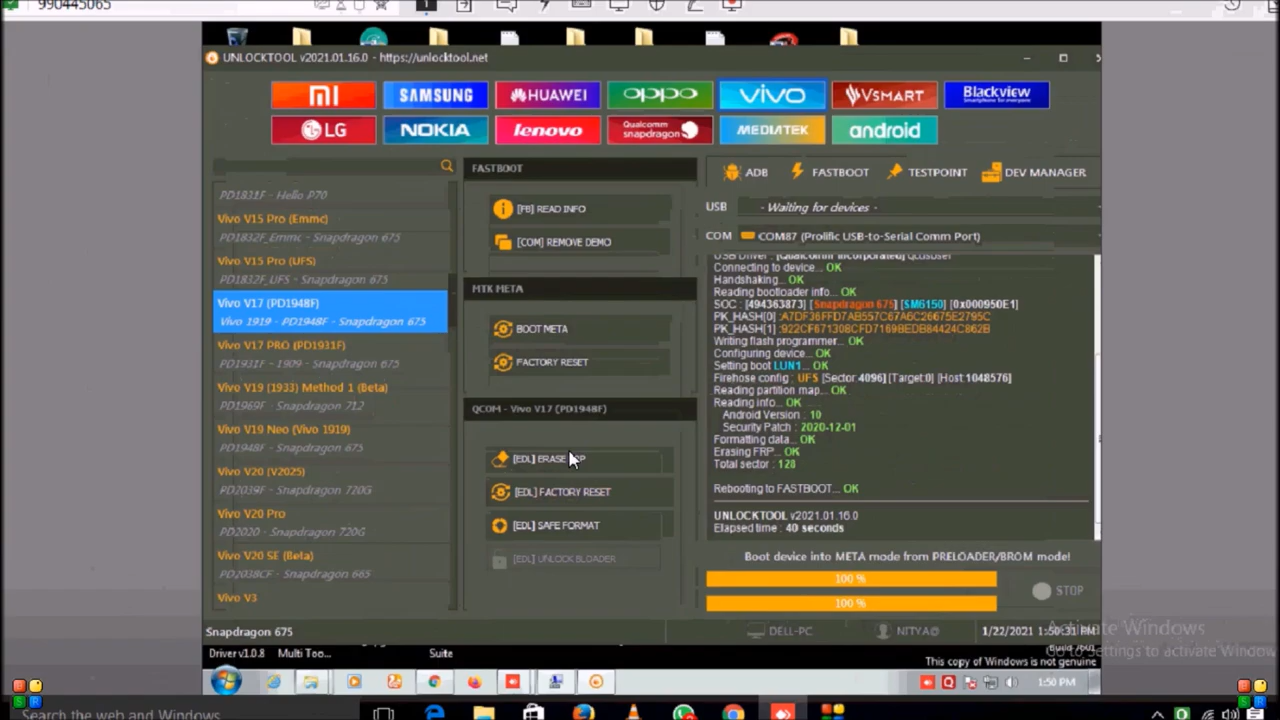 990445065
UNLOCKTOOL v2021.01.16.0 - https://unlocktool.net
mi SAMSUNG HUAWEI oppo vivo VSMART Blackview
Smartphone for everyone
LG NOKIA lenovo Qualcomm snapdragon MEDIATEK android
FASTBOOT
ADB FASTBOOT TESTPOINT DEV MANAGER
PD1831F - Hello P70
Vivo V15 Pro (Emmc)
PD1832F_Emmc - Snapdragon 675
Vivo V15 Pro (UFS)
PD1832F_UFS - Snapdragon 675
Vivo V17 (PD1948F)
Vivo 1919 - PD1948F - Snapdragon 675
Vivo V17 PRO (PD1931F)
PD1931F - 1909 - Snapdragon 675
Vivo V19 (1933) Method 1 (Beta)
PD1969F - Snapdragon 712
Vivo V19 Neo (Vivo 1919)
PD1948F - Snapdragon 675
Vivo V20 (V2025)
PD2039F - Snapdragon 720G
Vivo V20 Pro
PD2020 - Snapdragon 720G
Vivo V20 SE (Beta)
PD2038CF - Snapdragon 665
Vivo V3
[FB] READ INFO
[COM] REMOVE DEMO
MTK META
BOOT META
FACTORY RESET
QCOM - Vivo V17 (PD1948F)
[EDL] ERASE FRP
[EDL] FACTORY RESET
[EDL] SAFE FORMAT
[EDL] UNLOCK BLOADER
USB - Waiting for devices -
COM COM87 (Prolific USB-to-Serial Comm Port)
USB Driver : [Qualcomm Incorporated] qcusbser
Connecting to device... OK
Handshaking... OK
Reading bootloader info... OK
SOC : [494363873] [Snapdragon 675] [SM6150] [0x000950E1]
PK_HASH[0] : A7DF36FFD7AB557C67A6C26675E2795C
PK_HASH[1] : 922CF671308CFD7169BEDB84424C862B
Writing flash programmer... OK
Configuring device... OK
Setting boot LUN1... OK
Firehose config : UFS [Sector:4096] [Target:0] [Host:1048576]
Reading partition map... OK
Reading info... OK
Android Version : 10
Security Patch : 2020-12-01
Formatting data... OK
Erasing FRP... OK
Total sector : 128
Rebooting to FASTBOOT... OK
UNLOCKTOOL v2021.01.16.0
Elapsed time : 40 seconds
Boot device into META mode from PRELOADER/BROM mode!
100 %
100 %
STOP
Snapdragon 675 DELL-PC NITYA@ 1/22/2021 1:50:31 PM
Activate Windows
Go to Settings to activate Window
Driver v1.0.8 Multi Too... Suite
Build 7601
This copy of Windows is not genuine
1:50 PM
S R
S R
Search the web and Windows